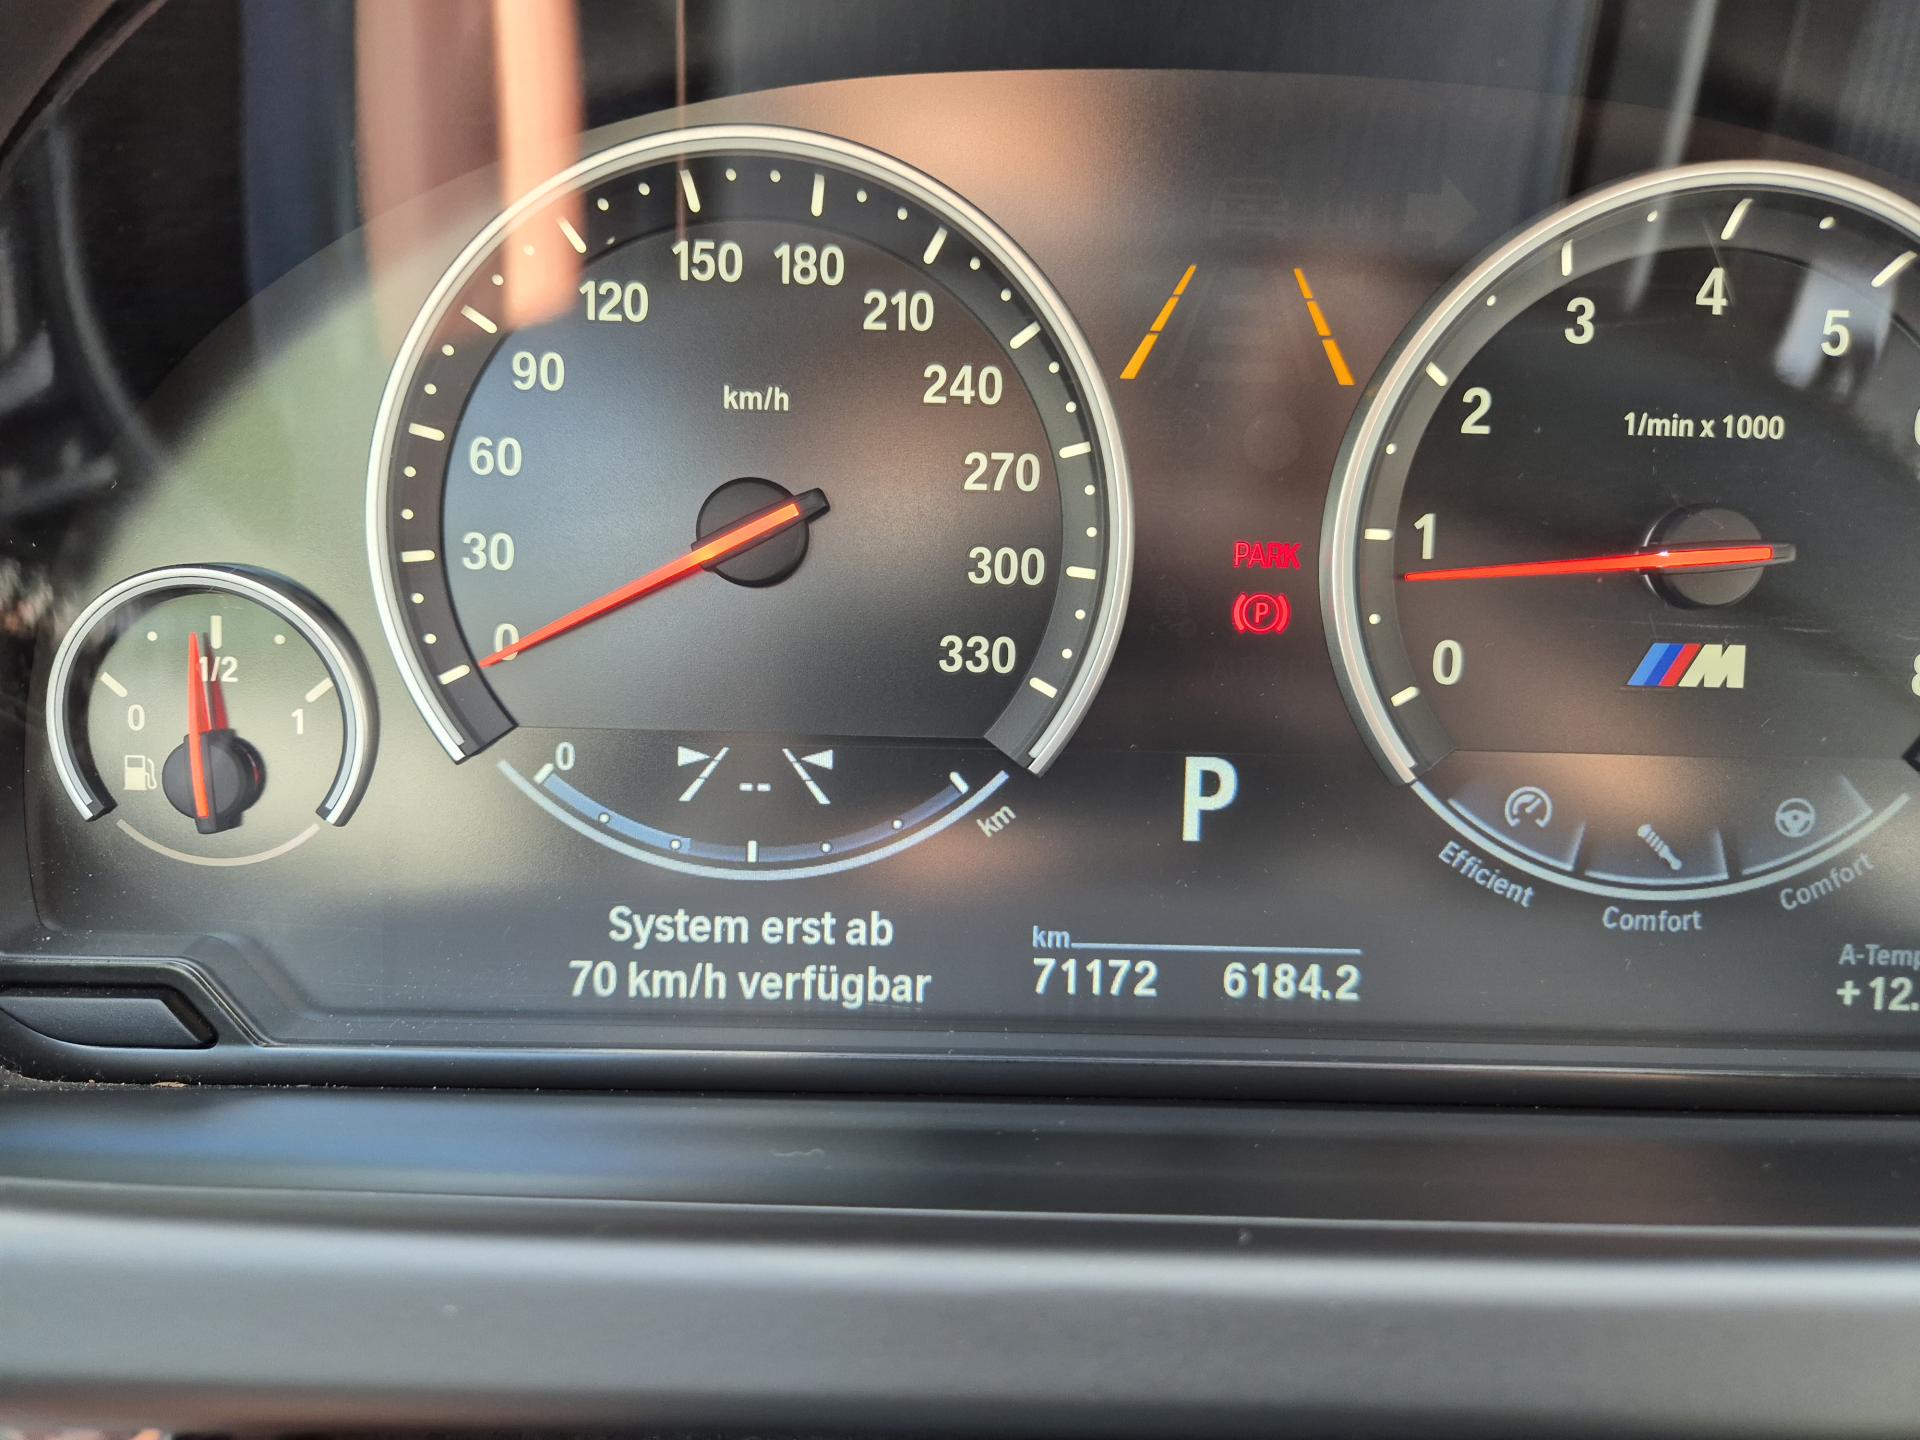 150 180
120 210
90 240
60 270
30 300
0 330
km/h
3 4 5
2
1
0
1/min x 1000
M
PARK
P
0 1/2 1
0
--
km
P
Efficient
Comfort
Comfort
System erst ab
70 km/h verfügbar
km
71172 6184.2
A-Temp
+12.